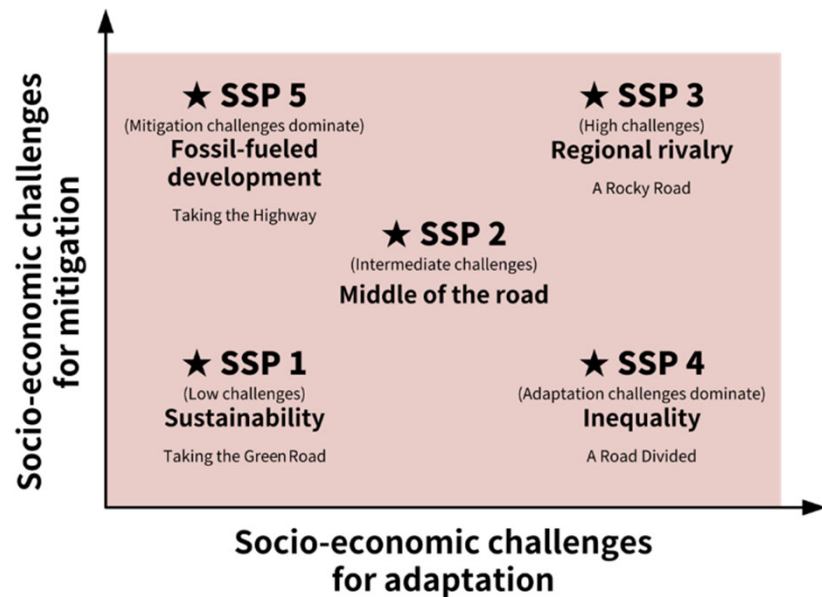 Socio-economic challenges
for mitigation
★ SSP 5
(Mitigation challenges dominate)
Fossil-fueled
development
Taking the Highway
★ SSP 3
(High challenges)
Regional rivalry
A Rocky Road
★ SSP 2
(Intermediate challenges)
Middle of the road
★ SSP 1
(Low challenges)
Sustainability
Taking the Green Road
★ SSP 4
(Adaptation challenges dominate)
Inequality
A Road Divided
Socio-economic challenges
for adaptation